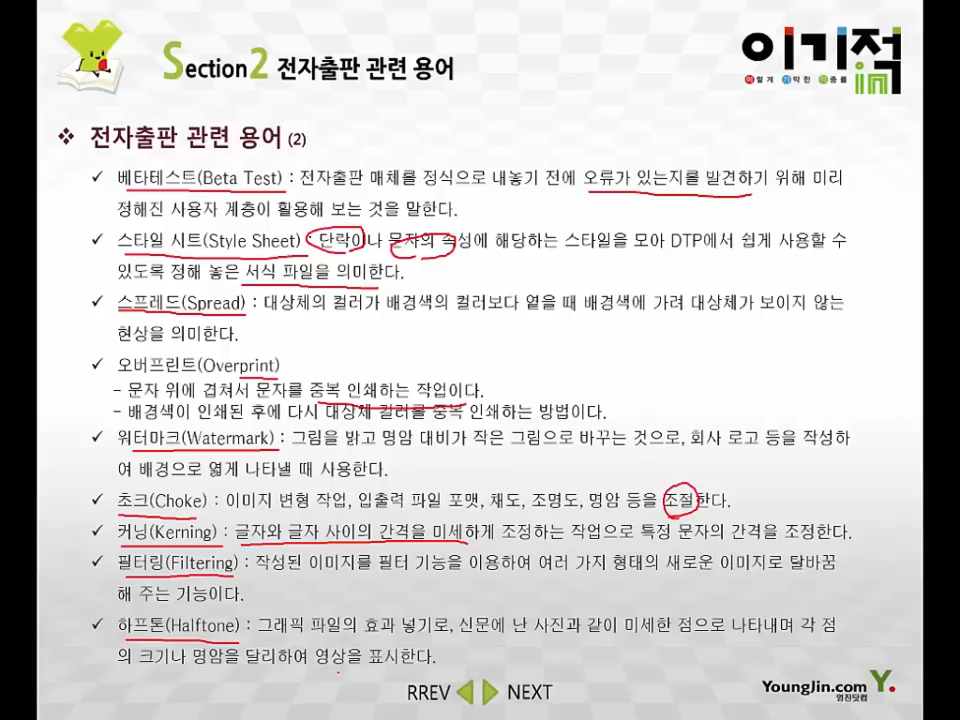 Section 2 전자출판 관련 용어
이기적in
이렇게 기막힌 적중률
❖ 전자출판 관련 용어 (2)
✓ 베타테스트(Beta Test) : 전자출판 매체를 정식으로 내놓기 전에 오류가 있는지를 발견하기 위해 미리
정해진 사용자 계층이 활용해 보는 것을 말한다.
✓ 스타일 시트(Style Sheet) : 단락이나 문자의 속성에 해당하는 스타일을 모아 DTP에서 쉽게 사용할 수
있도록 정해 놓은 서식 파일을 의미한다.
✓ 스프레드(Spread) : 대상체의 컬러가 배경색의 컬러보다 옅을 때 배경색에 가려 대상체가 보이지 않는
현상을 의미한다.
✓ 오버프린트(Overprint)
- 문자 위에 겹쳐서 문자를 중복 인쇄하는 작업이다.
- 배경색이 인쇄된 후에 다시 대상체 컬러를 중복 인쇄하는 방법이다.
✓ 워터마크(Watermark) : 그림을 밝고 명암 대비가 작은 그림으로 바꾸는 것으로, 회사 로고 등을 작성하
여 배경으로 엷게 나타낼 때 사용한다.
✓ 초크(Choke) : 이미지 변형 작업, 입출력 파일 포맷, 채도, 조명도, 명암 등을 조절한다.
✓ 커닝(Kerning) : 글자와 글자 사이의 간격을 미세하게 조정하는 작업으로 특정 문자의 간격을 조정한다.
✓ 필터링(Filtering) : 작성된 이미지를 필터 기능을 이용하여 여러 가지 형태의 새로운 이미지로 탈바꿈
해 주는 기능이다.
✓ 하프톤(Halftone) : 그래픽 파일의 효과 넣기로, 신문에 난 사진과 같이 미세한 점으로 나타내며 각 점
의 크기나 명암을 달리하여 영상을 표시한다.
RREV NEXT
YoungJin.com Y.
영진닷컴